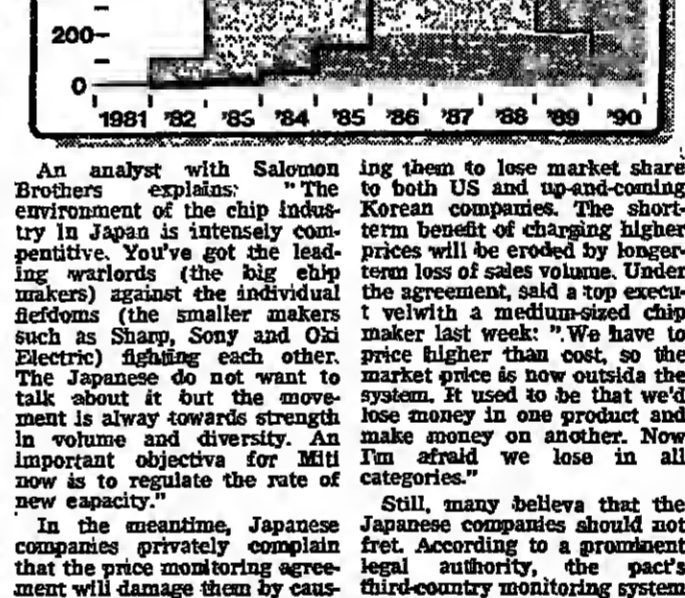 200
0
1981 '82 '83 '84 '85 '86 '87 '88 '89 '90
An analyst with Salomon
Brothers explains: "The
environment of the chip indus-
try in Japan is intensely com-
pentitive. You've got the lead-
ing warlords (the big chip
makers) against the individual
fiefdoms (the smaller makers
such as Sharp, Sony and Oki
Electric) fighting each other.
The Japanese do not want to
talk about it but the move-
ment is alway towards strength
in volume and diversity. An
important objectiva for Miti
now is to regulate the rate of
new capacity."
In the meantime, Japanese
companies privately complain
that the price monitoring agree-
ment will damage them by caus-
ing them to lose market share
to both US and up-and-coming
Korean companies. The short-
term benefit of charging higher
prices will be eroded by longer-
term loss of sales volume. Under
the agreement, said a top execu-
t velwith a medium-sized chip
maker last week: ".We have to
price higher than cost, so the
market price is now outsida the
system. It used to be that we'd
lose money in one product and
make money on another. Now
I'm afraid we lose in all
categories."
Still, many believa that the
Japanese companies should not
fret. According to a prominent
legal authority, the pact's
third-country monitoring system